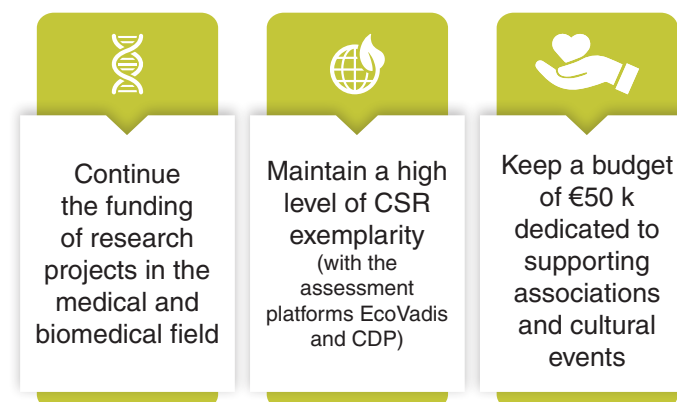 Continue
the funding
of research
projects in the
medical and
biomedical field
Maintain a high
level of CSR
exemplarity
(with the
assessment
platforms EcoVadis
and CDP)
Keep a budget
of €50 k
dedicated to
supporting
associations
and cultural
events